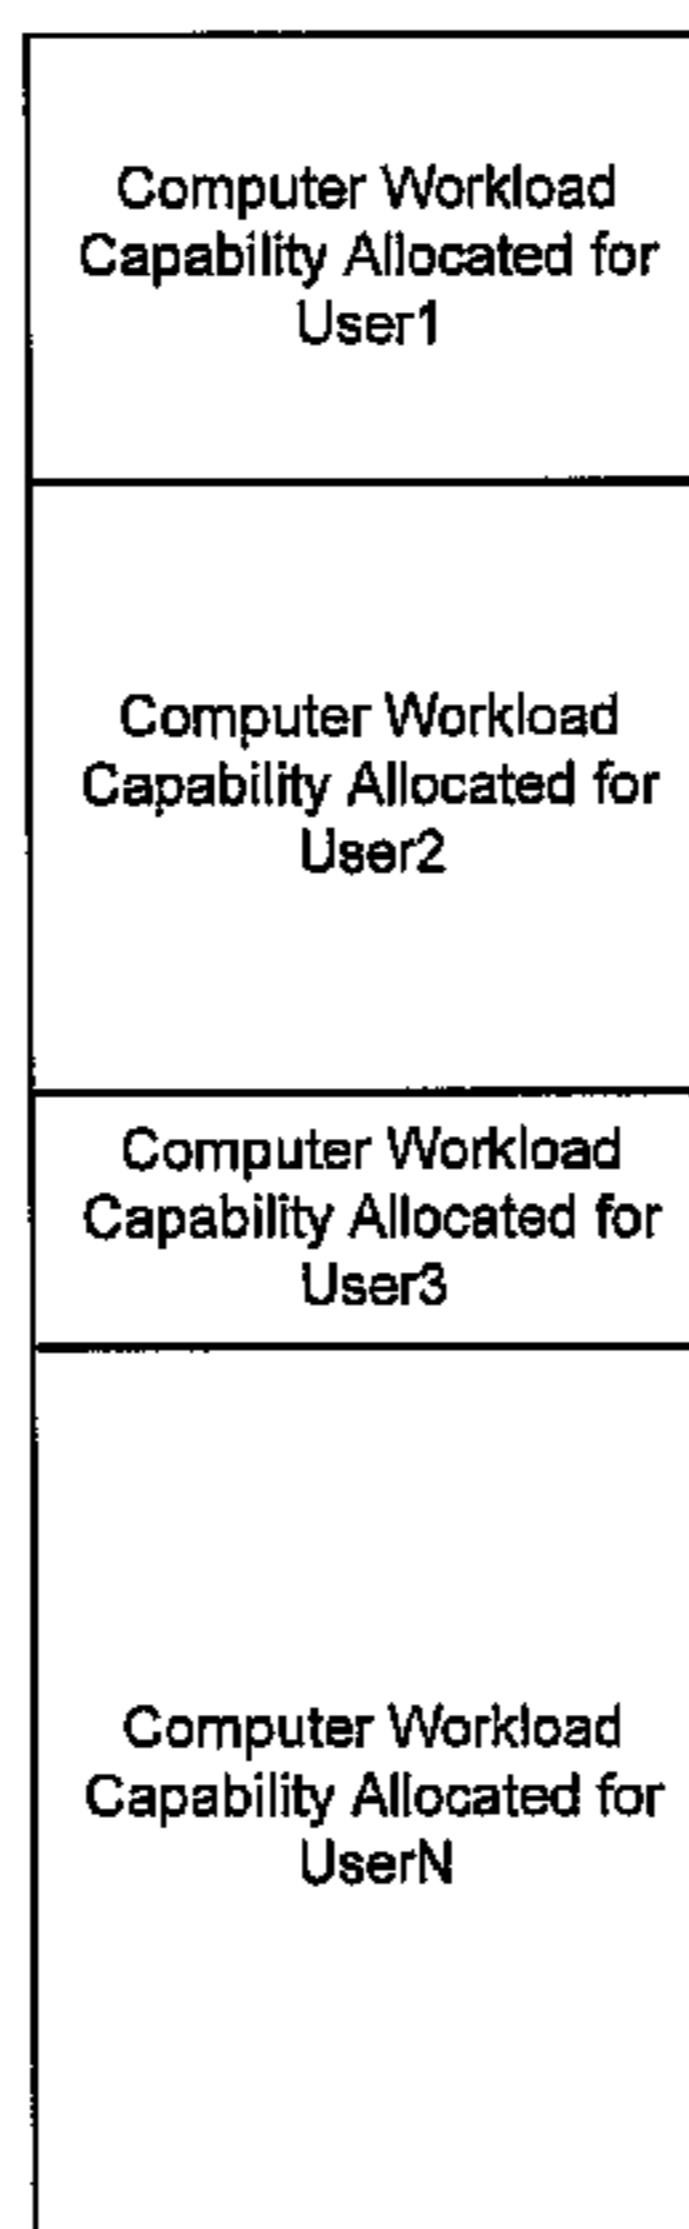 Computer Workload
Capability Allocated for
User1
Computer Workload
Capability Allocated for
User2
Computer Workload
Capability Allocated for
User3
Computer Workload
Capability Allocated for
UserN